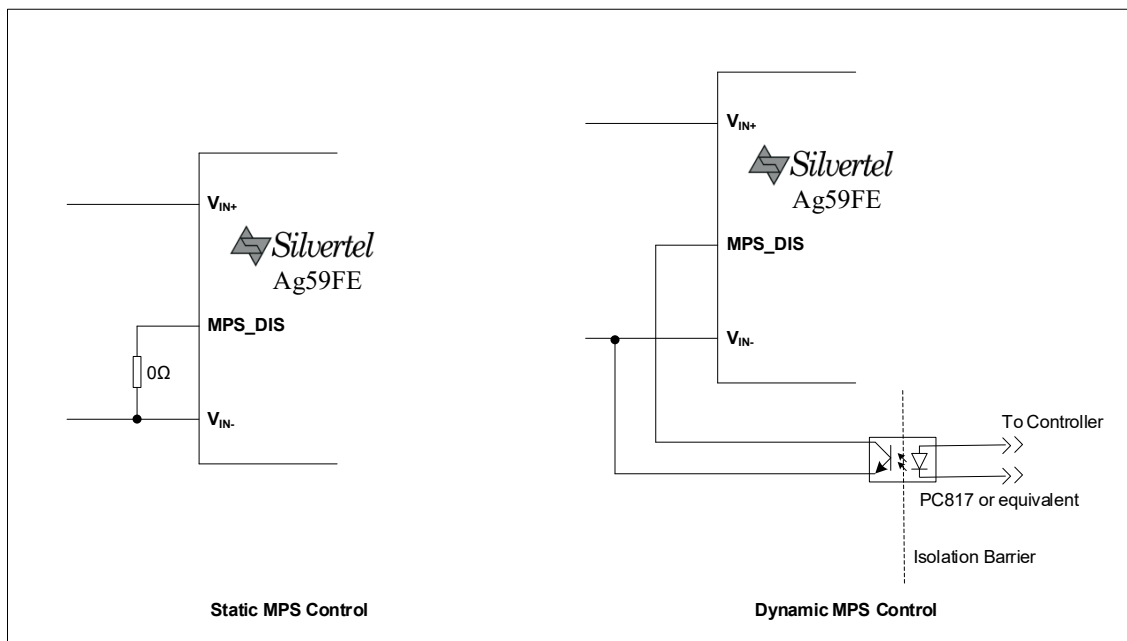 VIN+
Silvertel
Ag59FE
MPS_DIS
0Ω
VIN-
Static MPS Control
VIN+
Silvertel
Ag59FE
MPS_DIS
VIN-
To Controller
PC817 or equivalent
Isolation Barrier
Dynamic MPS Control